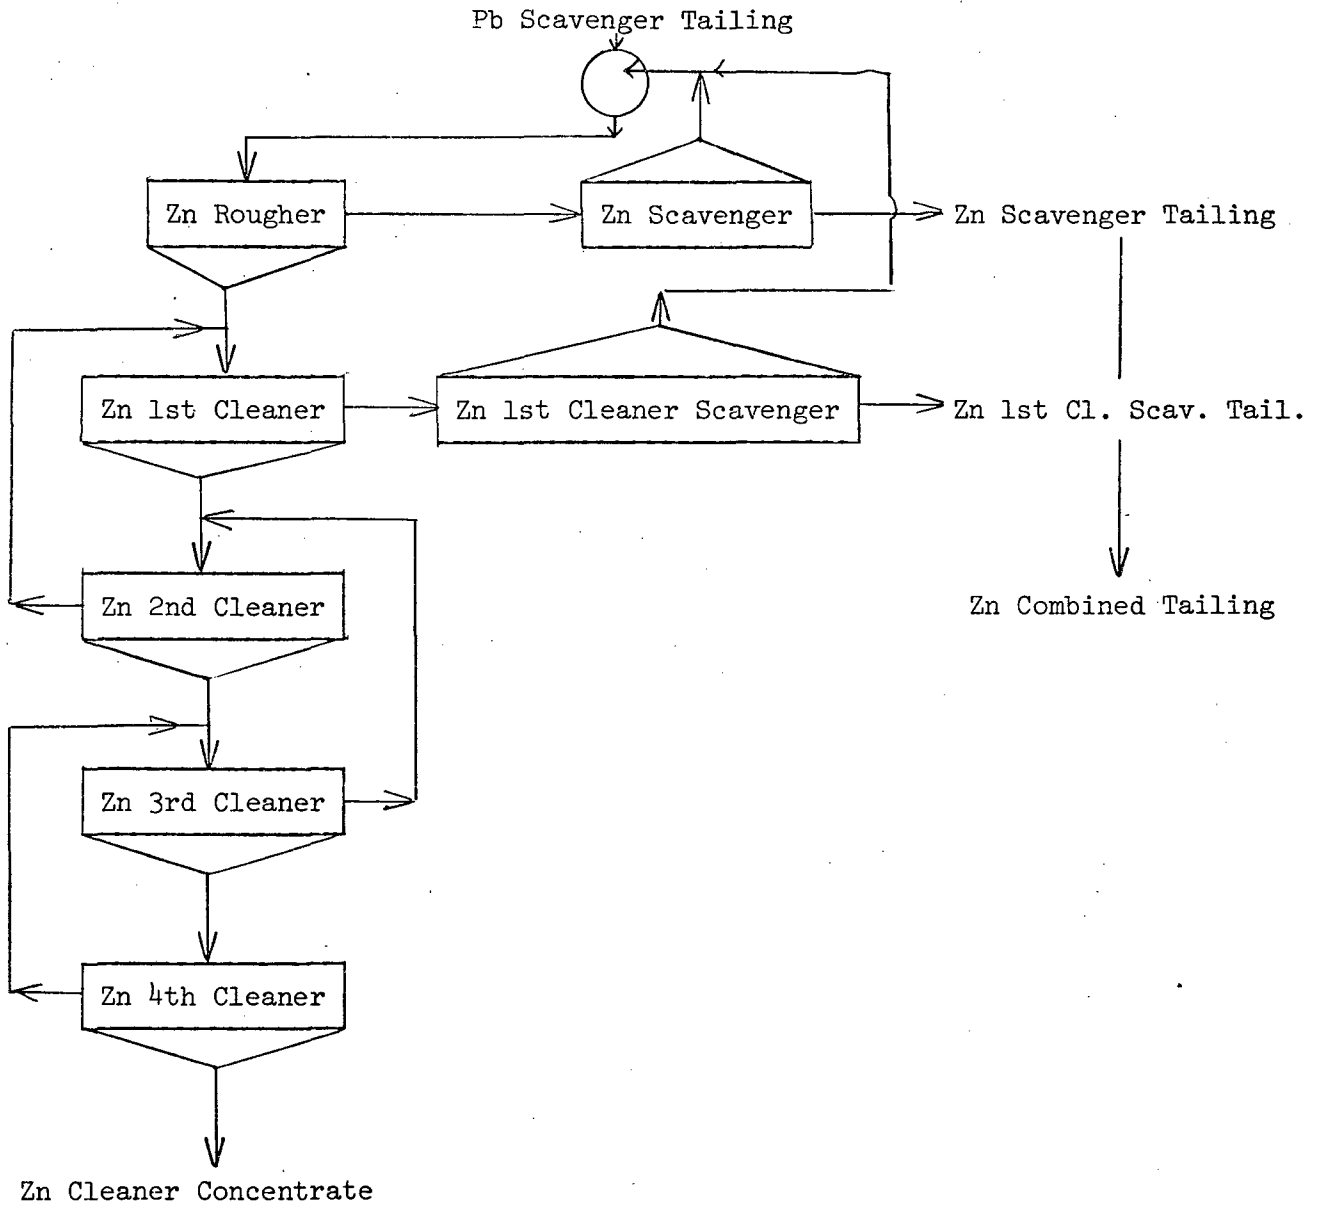 Pb Scavenger Tailing
Zn Rougher
Zn Scavenger
Zn Scavenger Tailing
Zn 1st Cleaner
Zn 1st Cleaner Scavenger
Zn 1st Cl. Scav. Tail.
Zn 2nd Cleaner
Zn Combined Tailing
Zn 3rd Cleaner
Zn 4th Cleaner
Zn Cleaner Concentrate